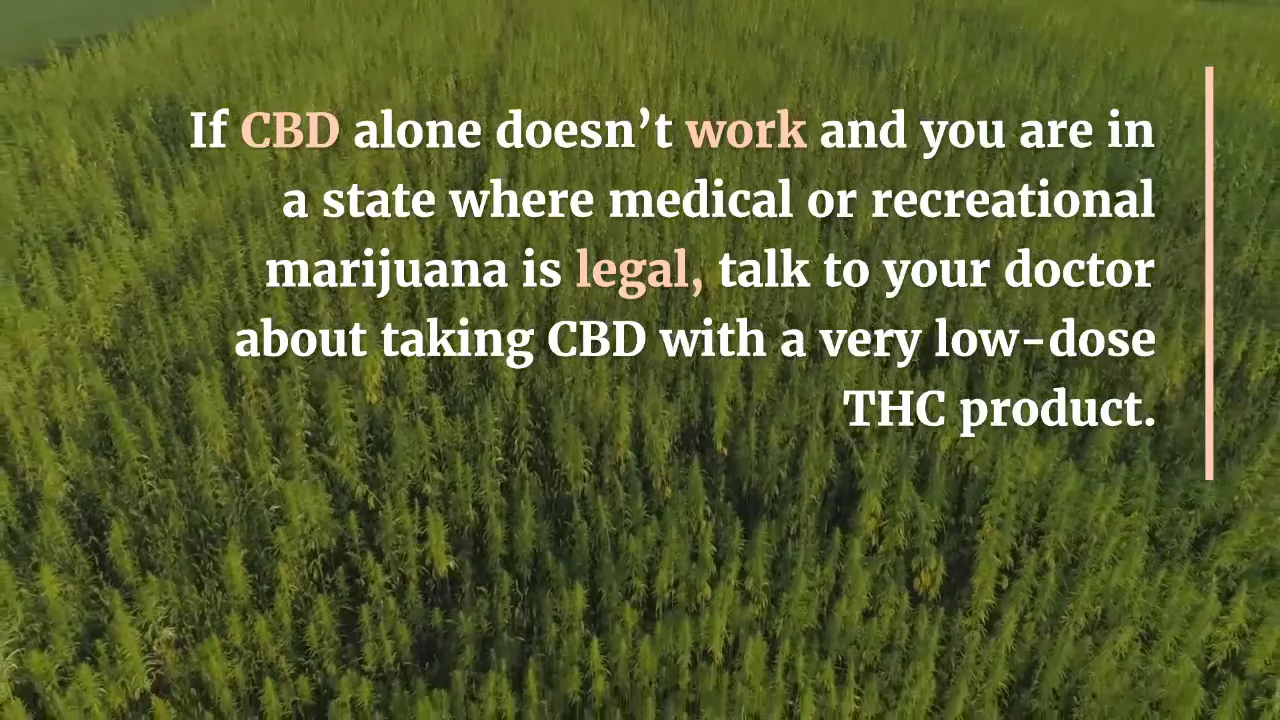 If CBD alone doesn’t work and you are in
a state where medical or recreational
marijuana is legal, talk to your doctor
about taking CBD with a very low-dose
THC product.